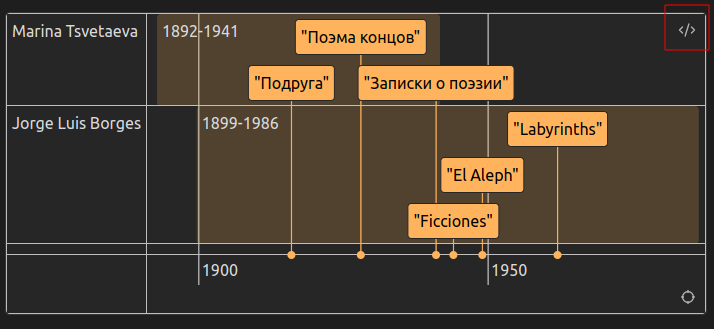 Marina Tsvetaeva
1892-1941
"Поэма концов"
</>
"Подруга"
"Записки о поэзии"
Jorge Luis Borges
1899-1986
"Labyrinths"
"El Aleph"
"Ficciones"
1900
1950